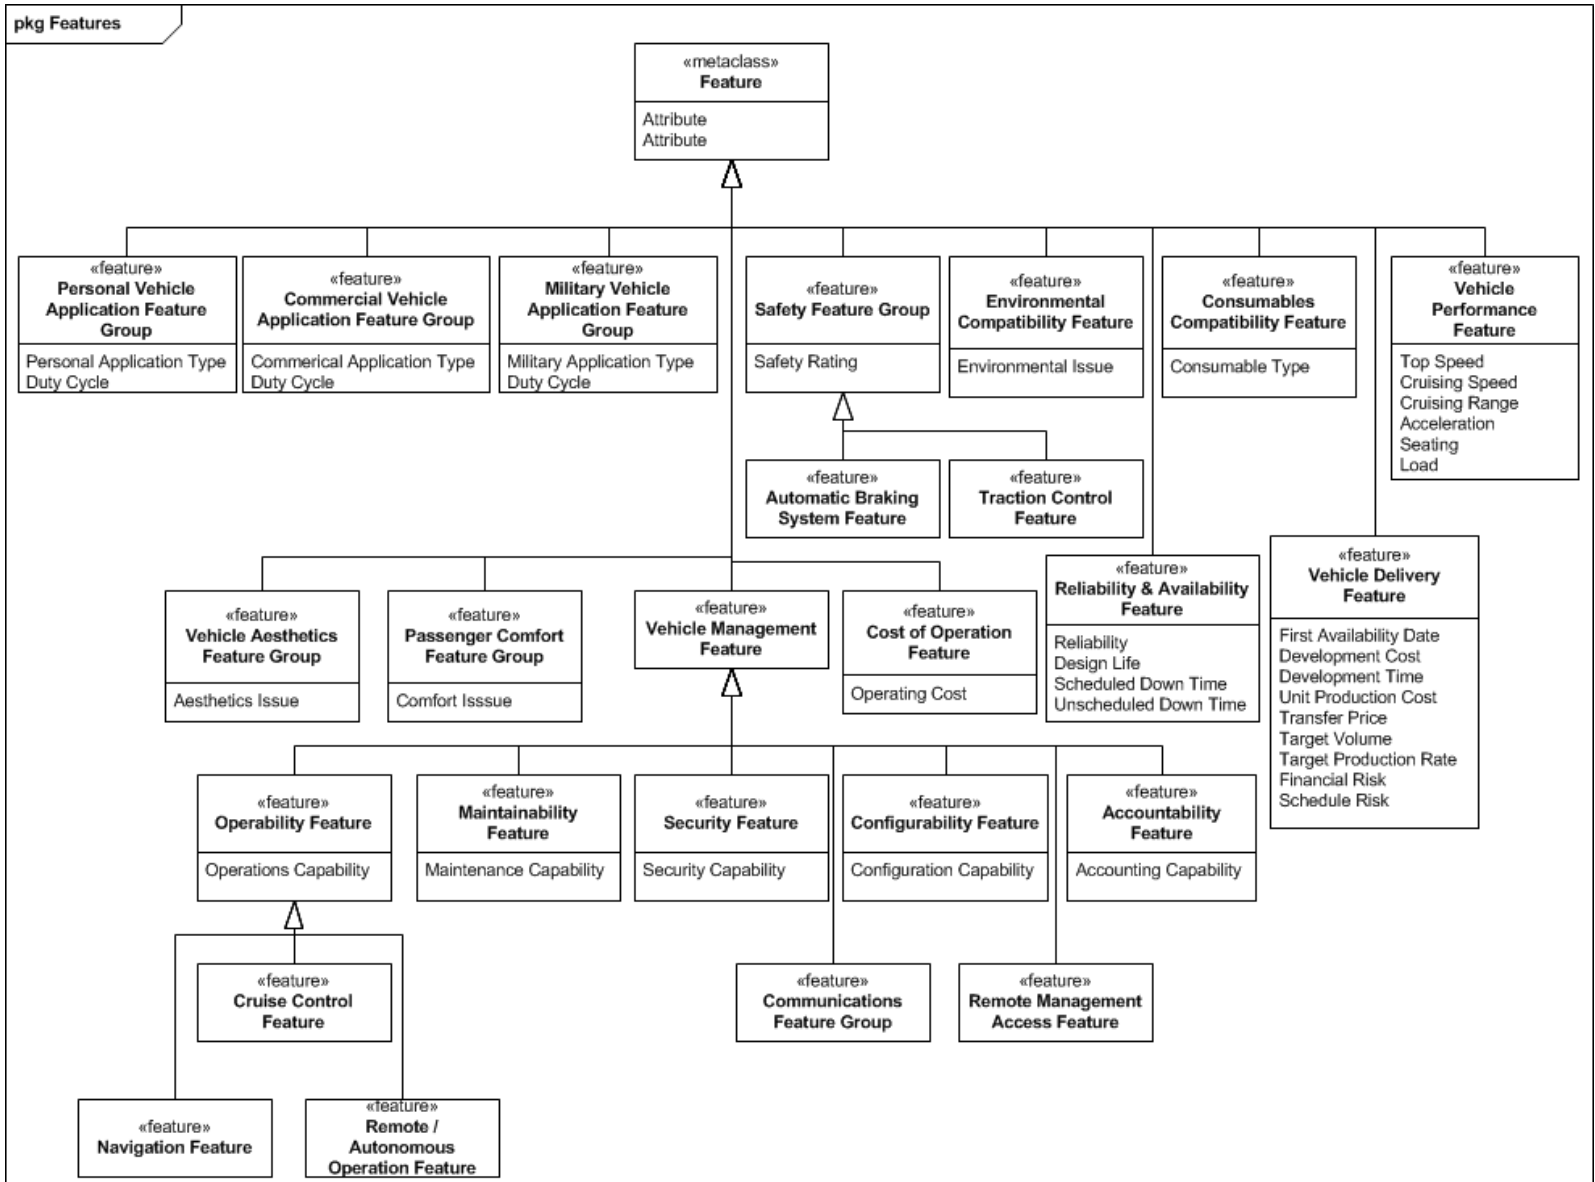 pkg Features
«metaclass»
Feature
Attribute
Attribute
«feature»
Personal Vehicle
Application Feature
Group
Personal Application Type
Duty Cycle
«feature»
Commercial Vehicle
Application Feature Group
Commerical Application Type
Duty Cycle
«feature»
Military Vehicle
Application Feature
Group
Military Application Type
Duty Cycle
«feature»
Safety Feature Group
Safety Rating
«feature»
Environmental
Compatibility Feature
Environmental Issue
«feature»
Consumables
Compatibility Feature
Consumable Type
«feature»
Vehicle
Performance
Feature
Top Speed
Cruising Speed
Cruising Range
Acceleration
Seating
Load
«feature»
Automatic Braking
System Feature
«feature»
Traction Control
Feature
«feature»
Vehicle Aesthetics
Feature Group
Aesthetics Issue
«feature»
Passenger Comfort
Feature Group
Comfort Isssue
«feature»
Vehicle Management
Feature
«feature»
Cost of Operation
Feature
Operating Cost
«feature»
Reliability & Availability
Feature
Reliability
Design Life
Scheduled Down Time
Unscheduled Down Time
«feature»
Vehicle Delivery
Feature
First Availability Date
Development Cost
Development Time
Unit Production Cost
Transfer Price
Target Volume
Target Production Rate
Financial Risk
Schedule Risk
«feature»
Operability Feature
Operations Capability
«feature»
Maintainability
Feature
Maintenance Capability
«feature»
Security Feature
Security Capability
«feature»
Configurability Feature
Configuration Capability
«feature»
Accountability
Feature
Accounting Capability
«feature»
Cruise Control
Feature
«feature»
Communications
Feature Group
«feature»
Remote Management
Access Feature
«feature»
Navigation Feature
«feature»
Remote /
Autonomous
Operation Feature